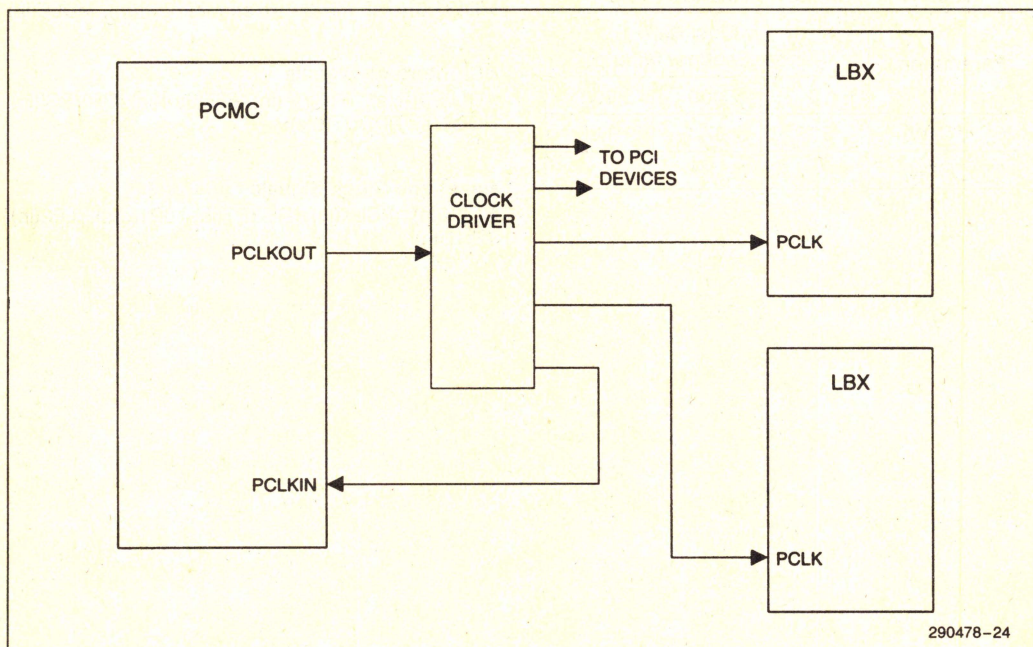 PCMC
PCLKOUT
PCLKIN
CLOCK
DRIVER
TO PCI
DEVICES
LBX
PCLK
LBX
PCLK
290478-24